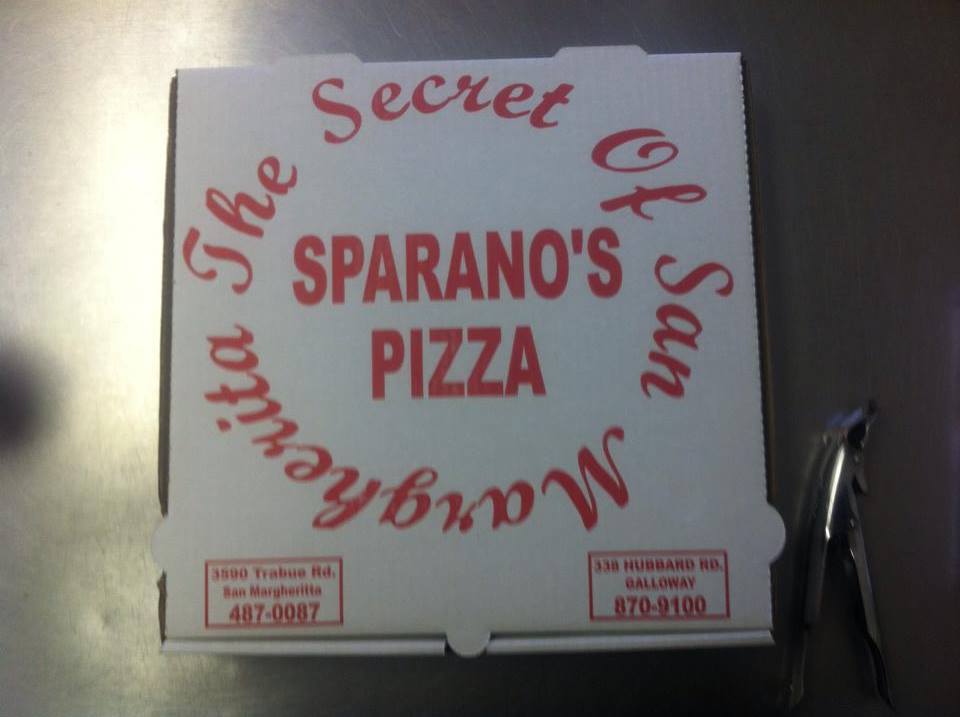 The Secret Of San Margherita
SPARANO'S
PIZZA
3590 Trabue Rd.
San Margheritta
487-0087
338 HUBBARD RD.
GALLOWAY
870-9100